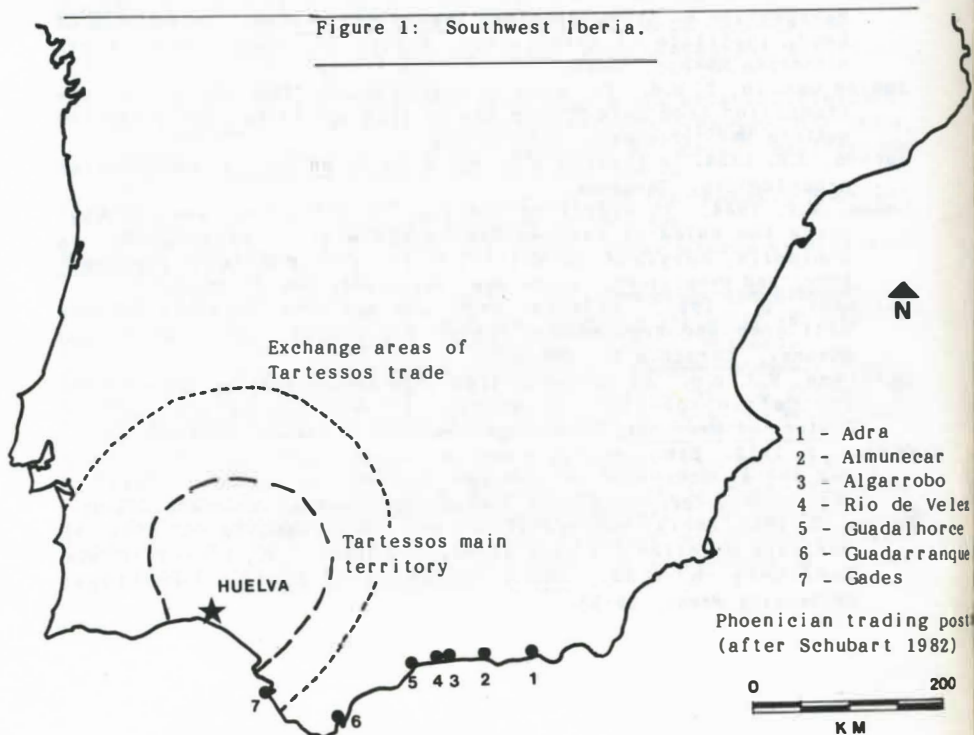 Figure 1: Southwest Iberia.
N
Exchange areas of
Tartessos trade
Tartessos main
territory
HUELVA
1 - Adra
2 - Almunecar
3 - Algarrobo
4 - Rio de Velez
5 - Guadalhorce
6 - Guadarranque
7 - Gades
Phoenician trading post
(after Schubart 1982)
0 200
KM
5 4 3 2 1
7
6